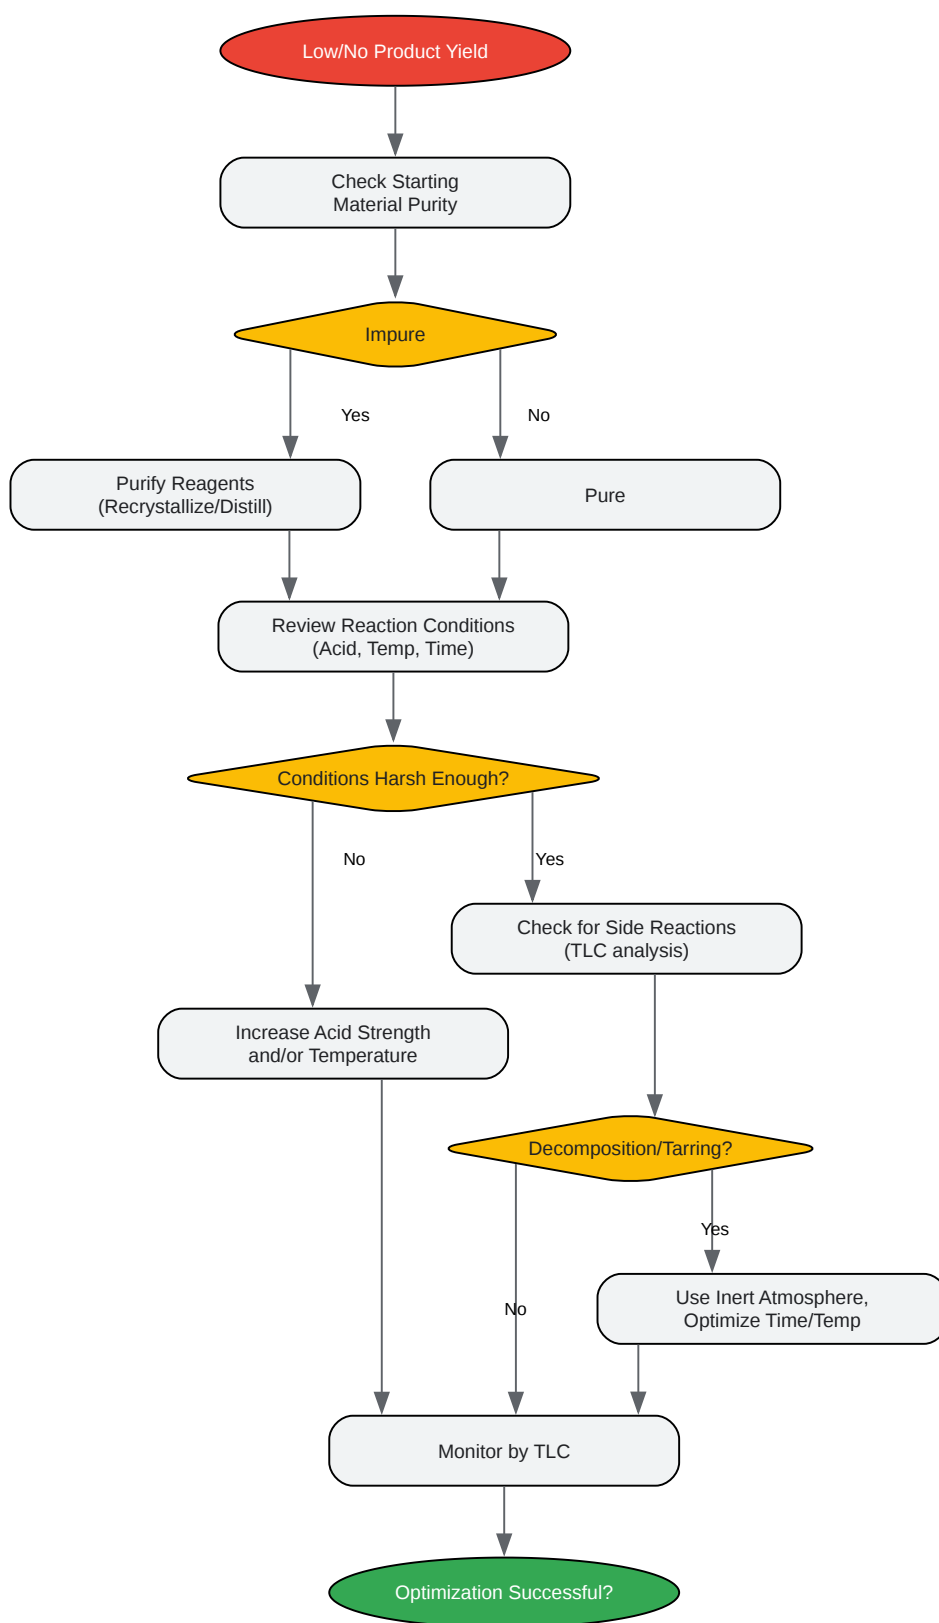 Low/No Product Yield
Check Starting
Material Purity
Impure
Yes
No
Purify Reagents
(Recrystallize/Distill)
Pure
Review Reaction Conditions
(Acid, Temp, Time)
Conditions Harsh Enough?
No
Yes
Check for Side Reactions
(TLC analysis)
Increase Acid Strength
and/or Temperature
Decomposition/Tarring?
Yes
Use Inert Atmosphere,
Optimize Time/Temp
No
Monitor by TLC
Optimization Successful?